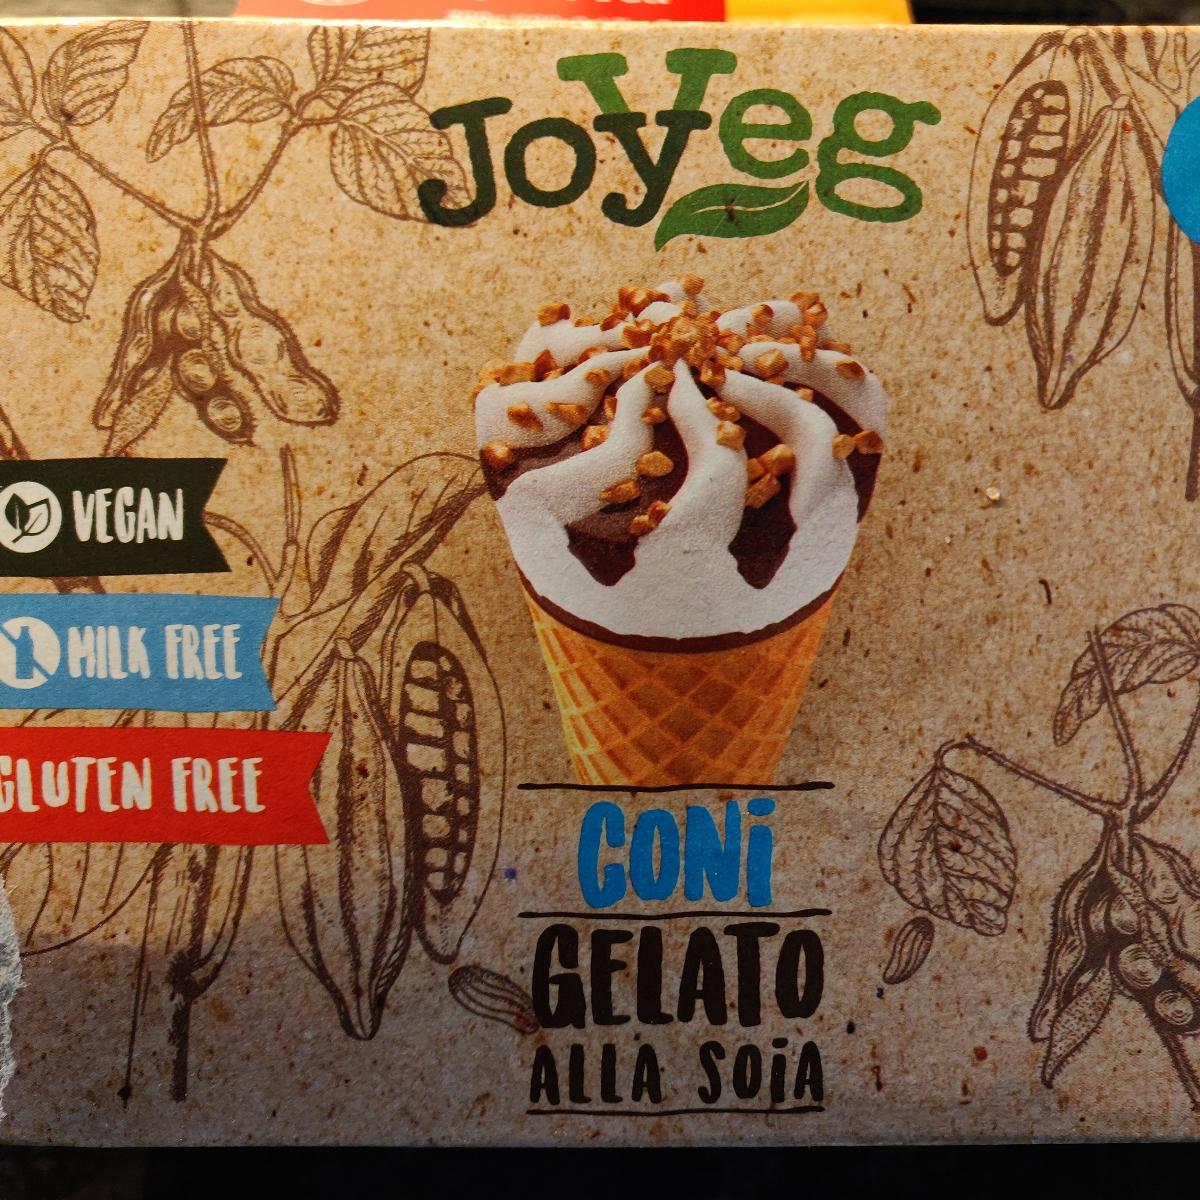 JoyVeg
VEGAN
MILK FREE
GLUTEN FREE
CONi
GELATO
ALLA SOiA